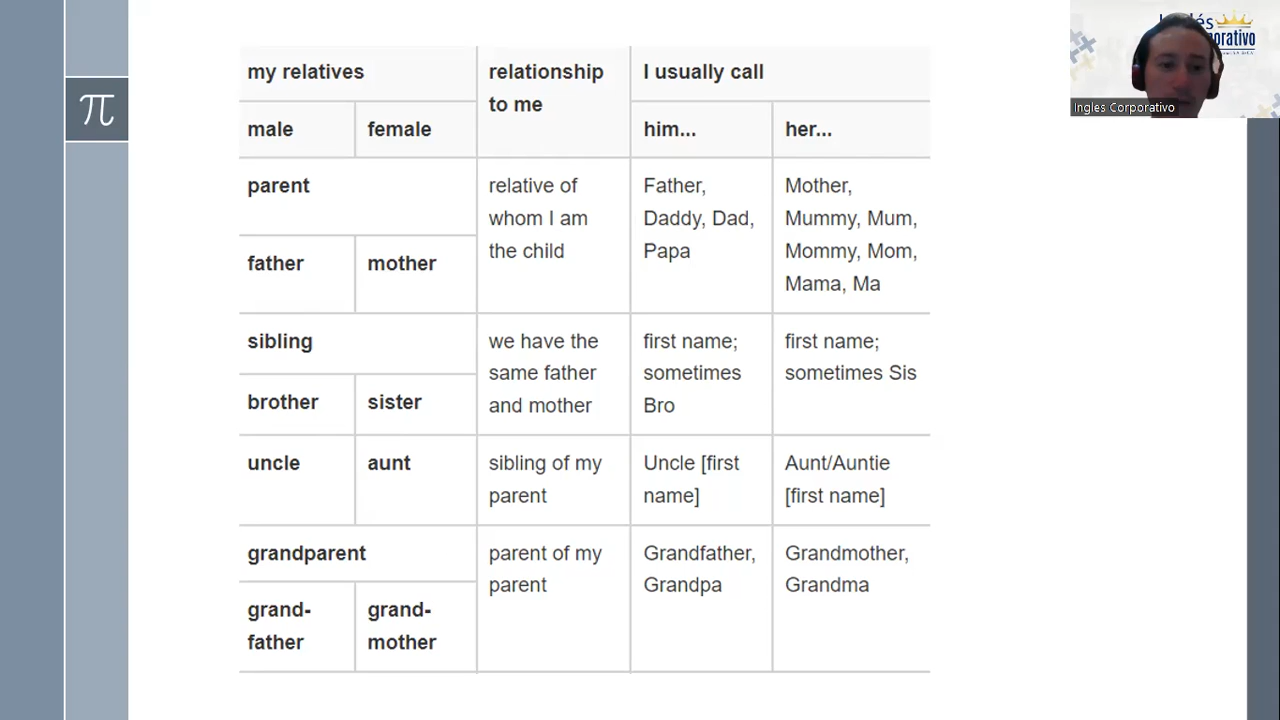 my relatives
relationship to me
I usually call
male
female
him...
her...
parent
relative of
whom I am
the child
Father,
Daddy, Dad,
Papa
Mother,
Mummy, Mum,
Mommy, Mom,
Mama, Ma
father
mother
sibling
we have the
same father
and mother
first name;
sometimes
Bro
first name;
sometimes Sis
brother
sister
uncle
aunt
sibling of my
parent
Uncle [first
name]
Aunt/Auntie
[first name]
grandparent
parent of my
parent
Grandfather,
Grandpa
Grandmother,
Grandma
grand-
father
grand-
mother
π
Ingles Corporativo